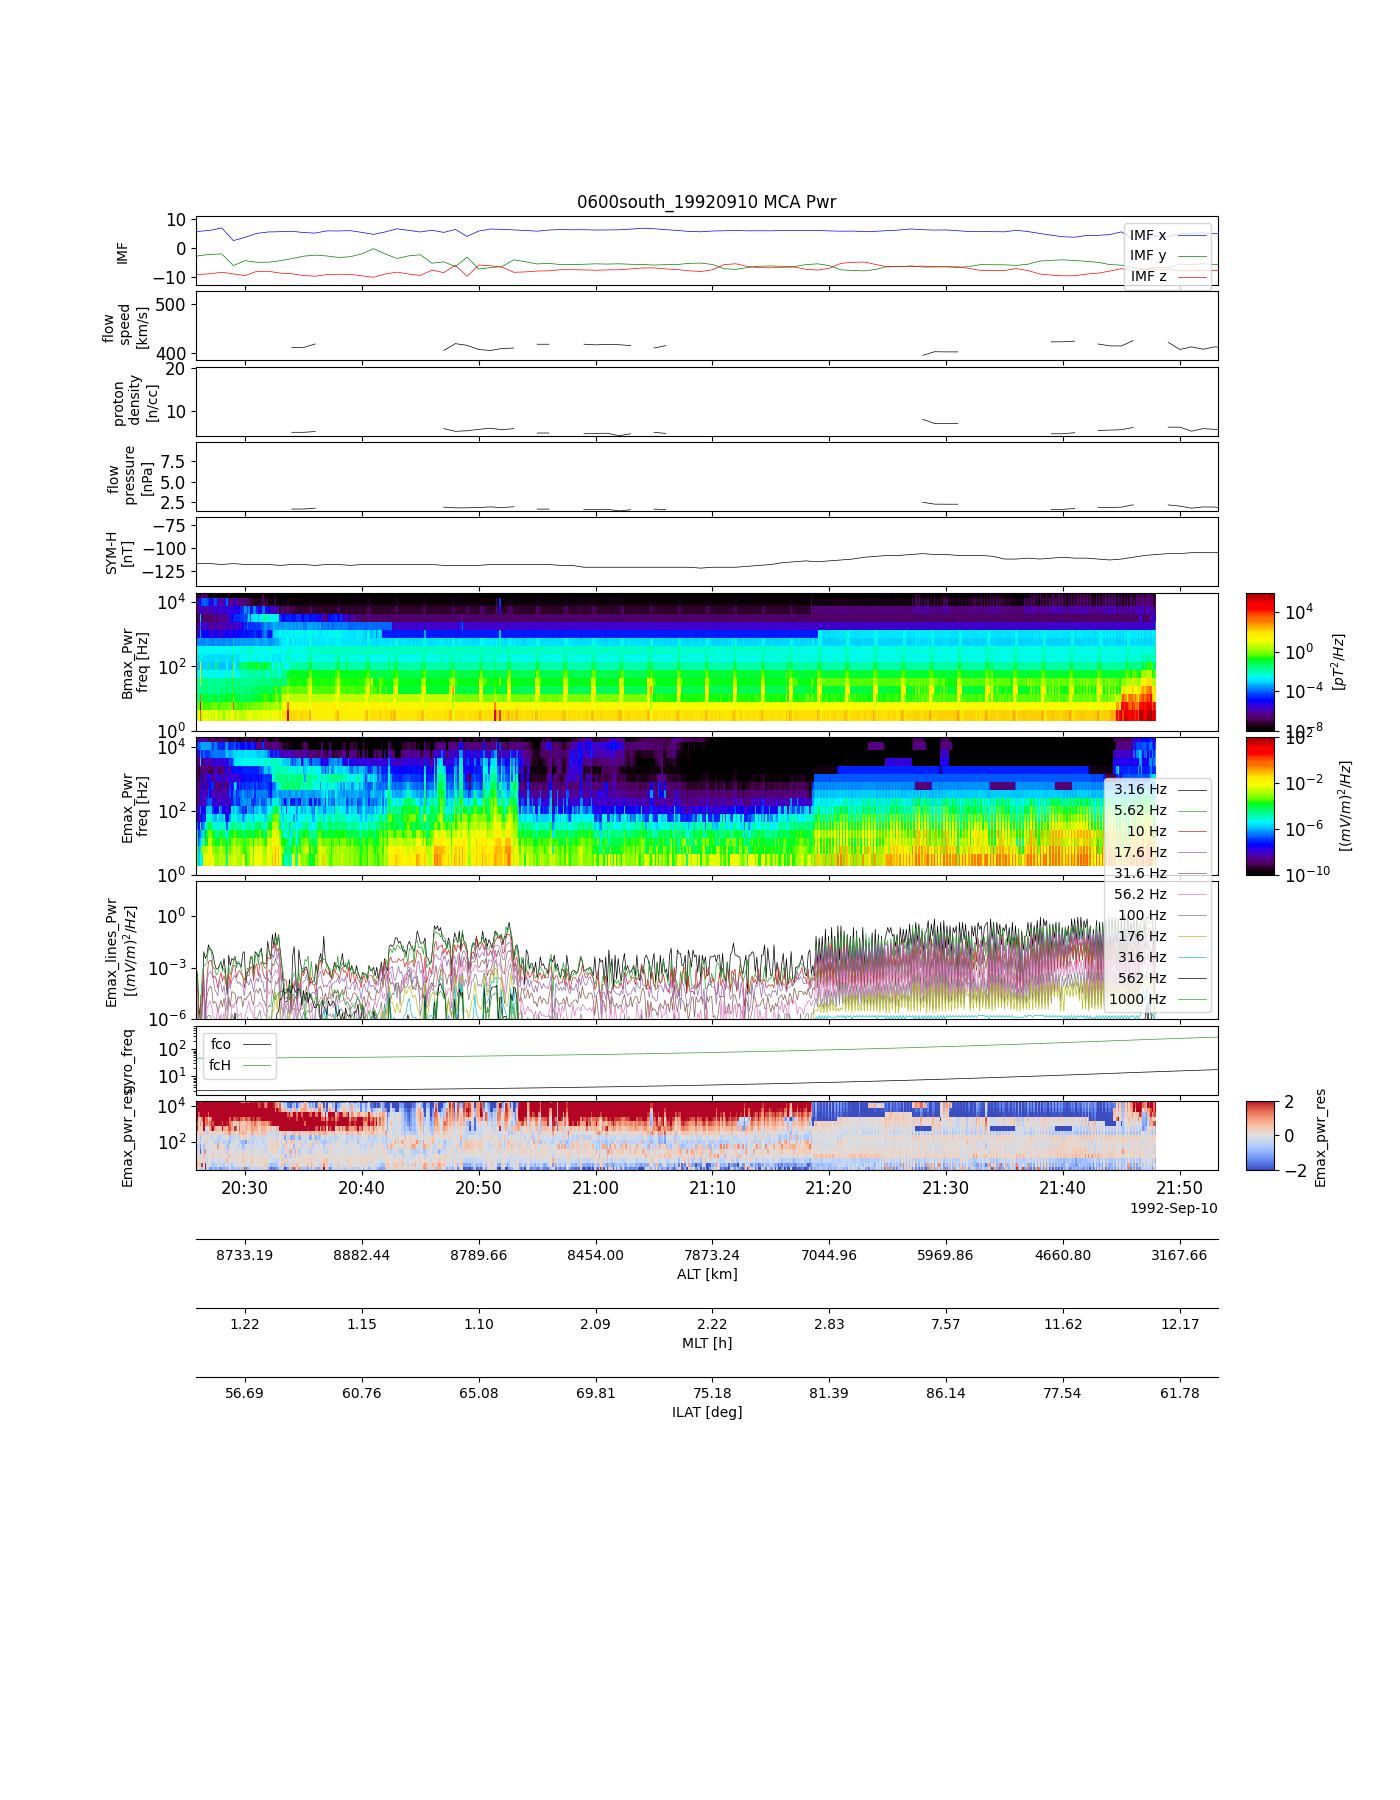 0600south_19920910 MCA Pwr
10
0
−10
IMF
IMF x
IMF y
IMF z
500
400
flow
speed
[km/s]
20
10
proton
density
[n/cc]
7.5
5.0
2.5
flow
pressure
[nPa]
−75
−100
−125
SYM-H
[nT]
10^4
10^2
10^0
Bmax_Pwr
freq [Hz]
10^4
10^0
10^−4
10^−8
[pT^2/Hz]
10^4
10^2
10^0
Emax_Pwr
freq [Hz]
10^2
10^−2
10^−6
10^−10
[(mV/m)^2/Hz]
3.16 Hz
5.62 Hz
10 Hz
17.6 Hz
31.6 Hz
56.2 Hz
100 Hz
176 Hz
316 Hz
562 Hz
1000 Hz
10^0
10^−3
10^−6
Emax_lines_Pwr
[(mV/m)^2/Hz]
10^2
10^1
gyro_freq
fco
fcH
10^4
10^2
Emax_pwr_res
2
0
−2
Emax_pwr_res
20:30 20:40 20:50 21:00 21:10 21:20 21:30 21:40 21:50
1992-Sep-10
8733.19 8882.44 8789.66 8454.00 7873.24 7044.96 5969.86 4660.80 3167.66
ALT [km]
1.22 1.15 1.10 2.09 2.22 2.83 7.57 11.62 12.17
MLT [h]
56.69 60.76 65.08 69.81 75.18 81.39 86.14 77.54 61.78
ILAT [deg]